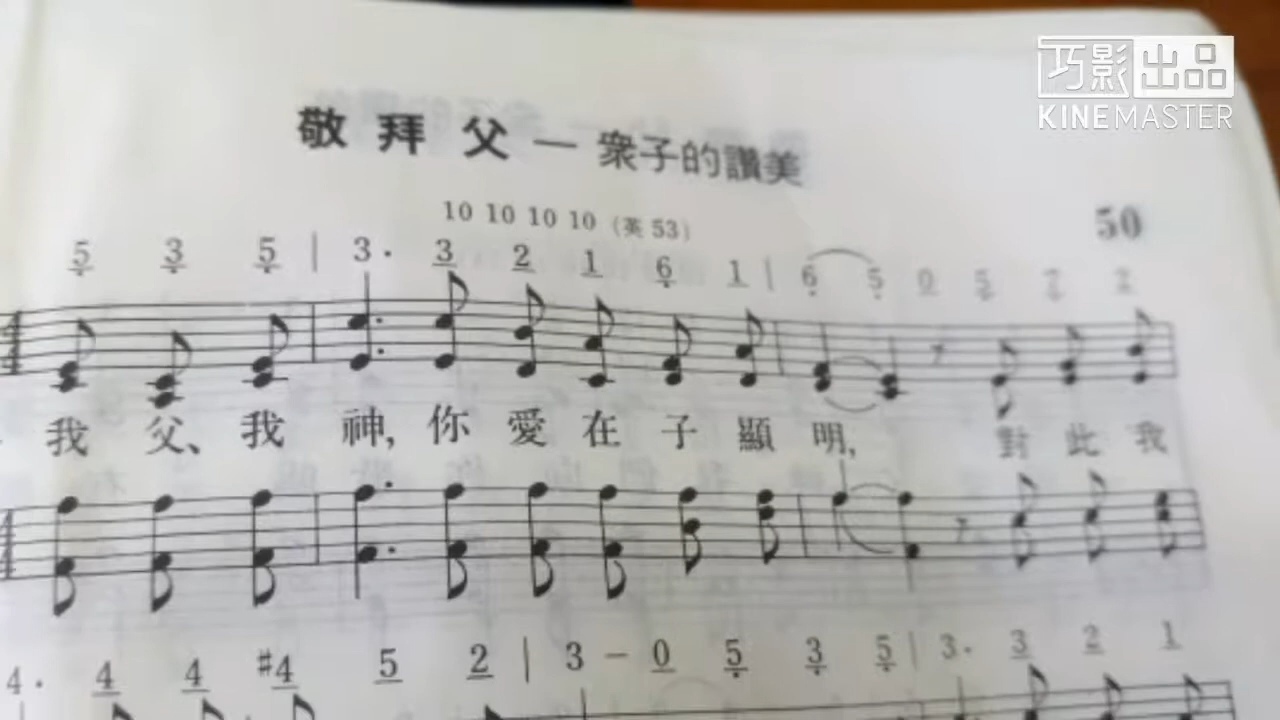 巧影出品
KINEMASTER
敬拜父—眾子的讚美
10 10 10 10 (英 53)
50
5 3 5 | 3 . 3 2 1 6 1 | 6 5 0 5 7 2
我 父、我 神, 你 愛 在 子 顯 明, 對 此 我
4 . 4 4 #4 5 2 | 3 – 0 5 3 5 | 3 . 3 2 1